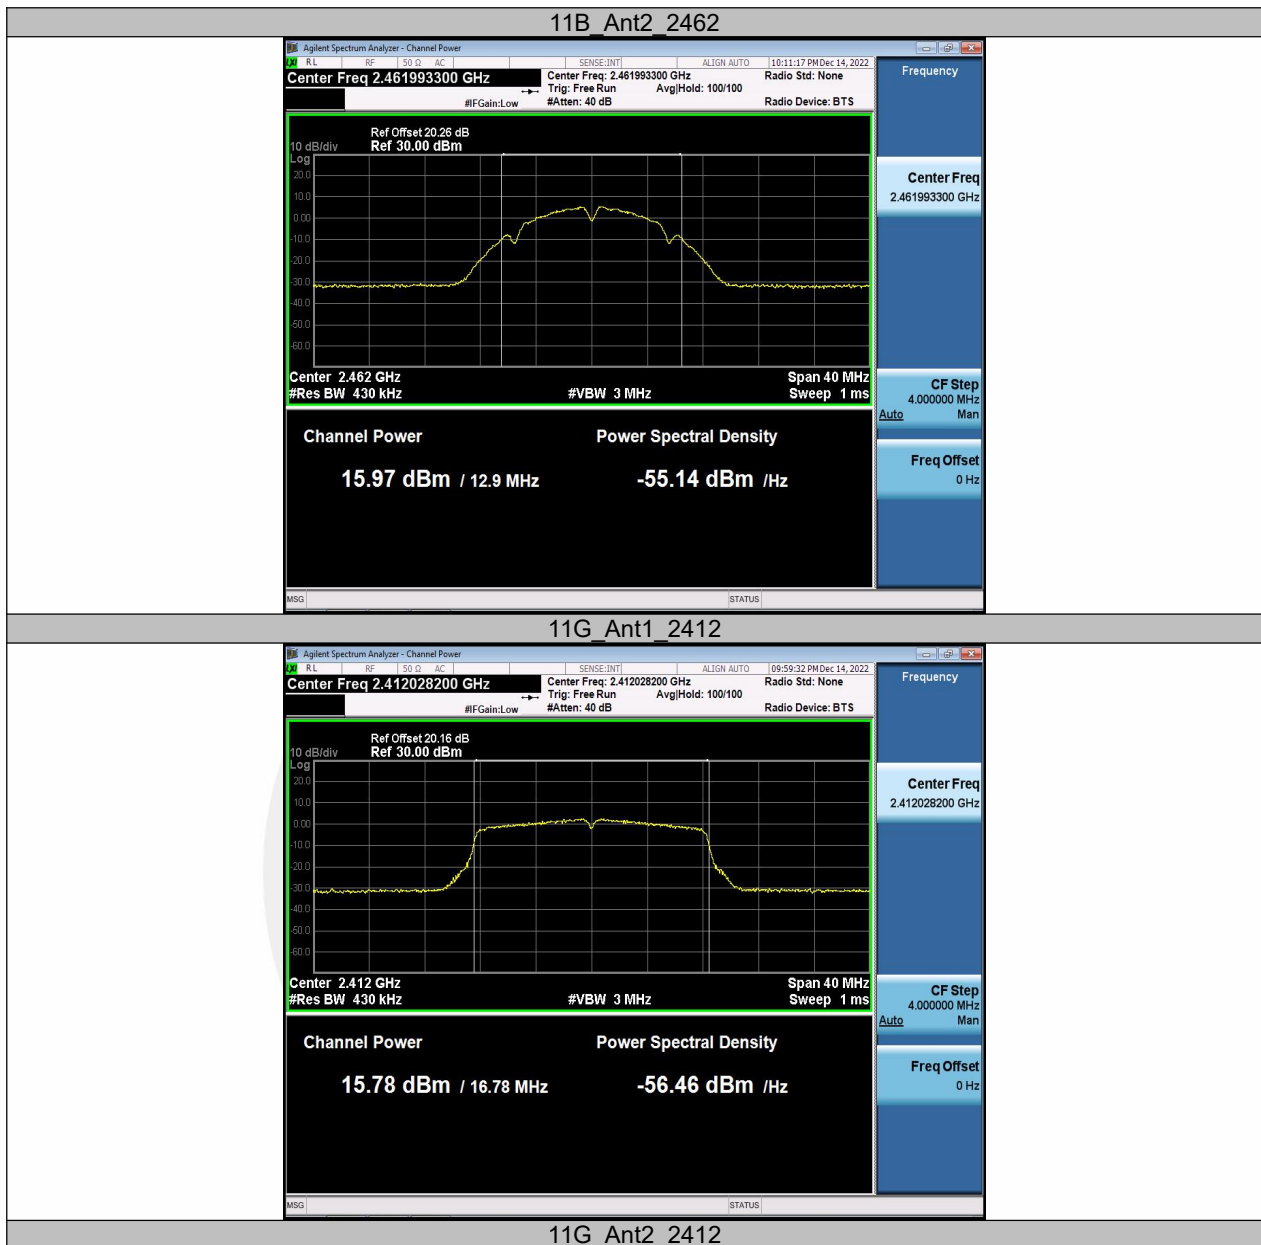 11B_Ant2_2462
Agilent Spectrum Analyzer - Channel Power
RL RF 50 Ω AC SENSE:INT ALIGN AUTO 10:11:17 PM Dec 14, 2022
Center Freq 2.461993300 GHz
Center Freq: 2.461993300 GHz Radio Std: None
Trig: Free Run Avg|Hold: 100/100
#IFGain:Low #Atten: 40 dB Radio Device: BTS
Frequency
Ref Offset 20.26 dB
10 dB/div Ref 30.00 dBm
Log
20.0
10.0
0.00
-10.0
-20.0
-30.0
-40.0
-50.0
-60.0
Center 2.462 GHz Span 40 MHz
#Res BW 430 kHz #VBW 3 MHz Sweep 1 ms
Center Freq
2.461993300 GHz
CF Step
4.000000 MHz
Auto Man
Freq Offset
0 Hz
Channel Power Power Spectral Density
15.97 dBm / 12.9 MHz -55.14 dBm /Hz
MSG STATUS
11G_Ant1_2412
Agilent Spectrum Analyzer - Channel Power
RL RF 50 Ω AC SENSE:INT ALIGN AUTO 09:59:32 PM Dec 14, 2022
Center Freq 2.412028200 GHz
Center Freq: 2.412028200 GHz Radio Std: None
Trig: Free Run Avg|Hold: 100/100
#IFGain:Low #Atten: 40 dB Radio Device: BTS
Frequency
Ref Offset 20.16 dB
10 dB/div Ref 30.00 dBm
Log
20.0
10.0
0.00
-10.0
-20.0
-30.0
-40.0
-50.0
-60.0
Center 2.412 GHz Span 40 MHz
#Res BW 430 kHz #VBW 3 MHz Sweep 1 ms
Center Freq
2.412028200 GHz
CF Step
4.000000 MHz
Auto Man
Freq Offset
0 Hz
Channel Power Power Spectral Density
15.78 dBm / 16.78 MHz -56.46 dBm /Hz
MSG STATUS
11G_Ant2_2412